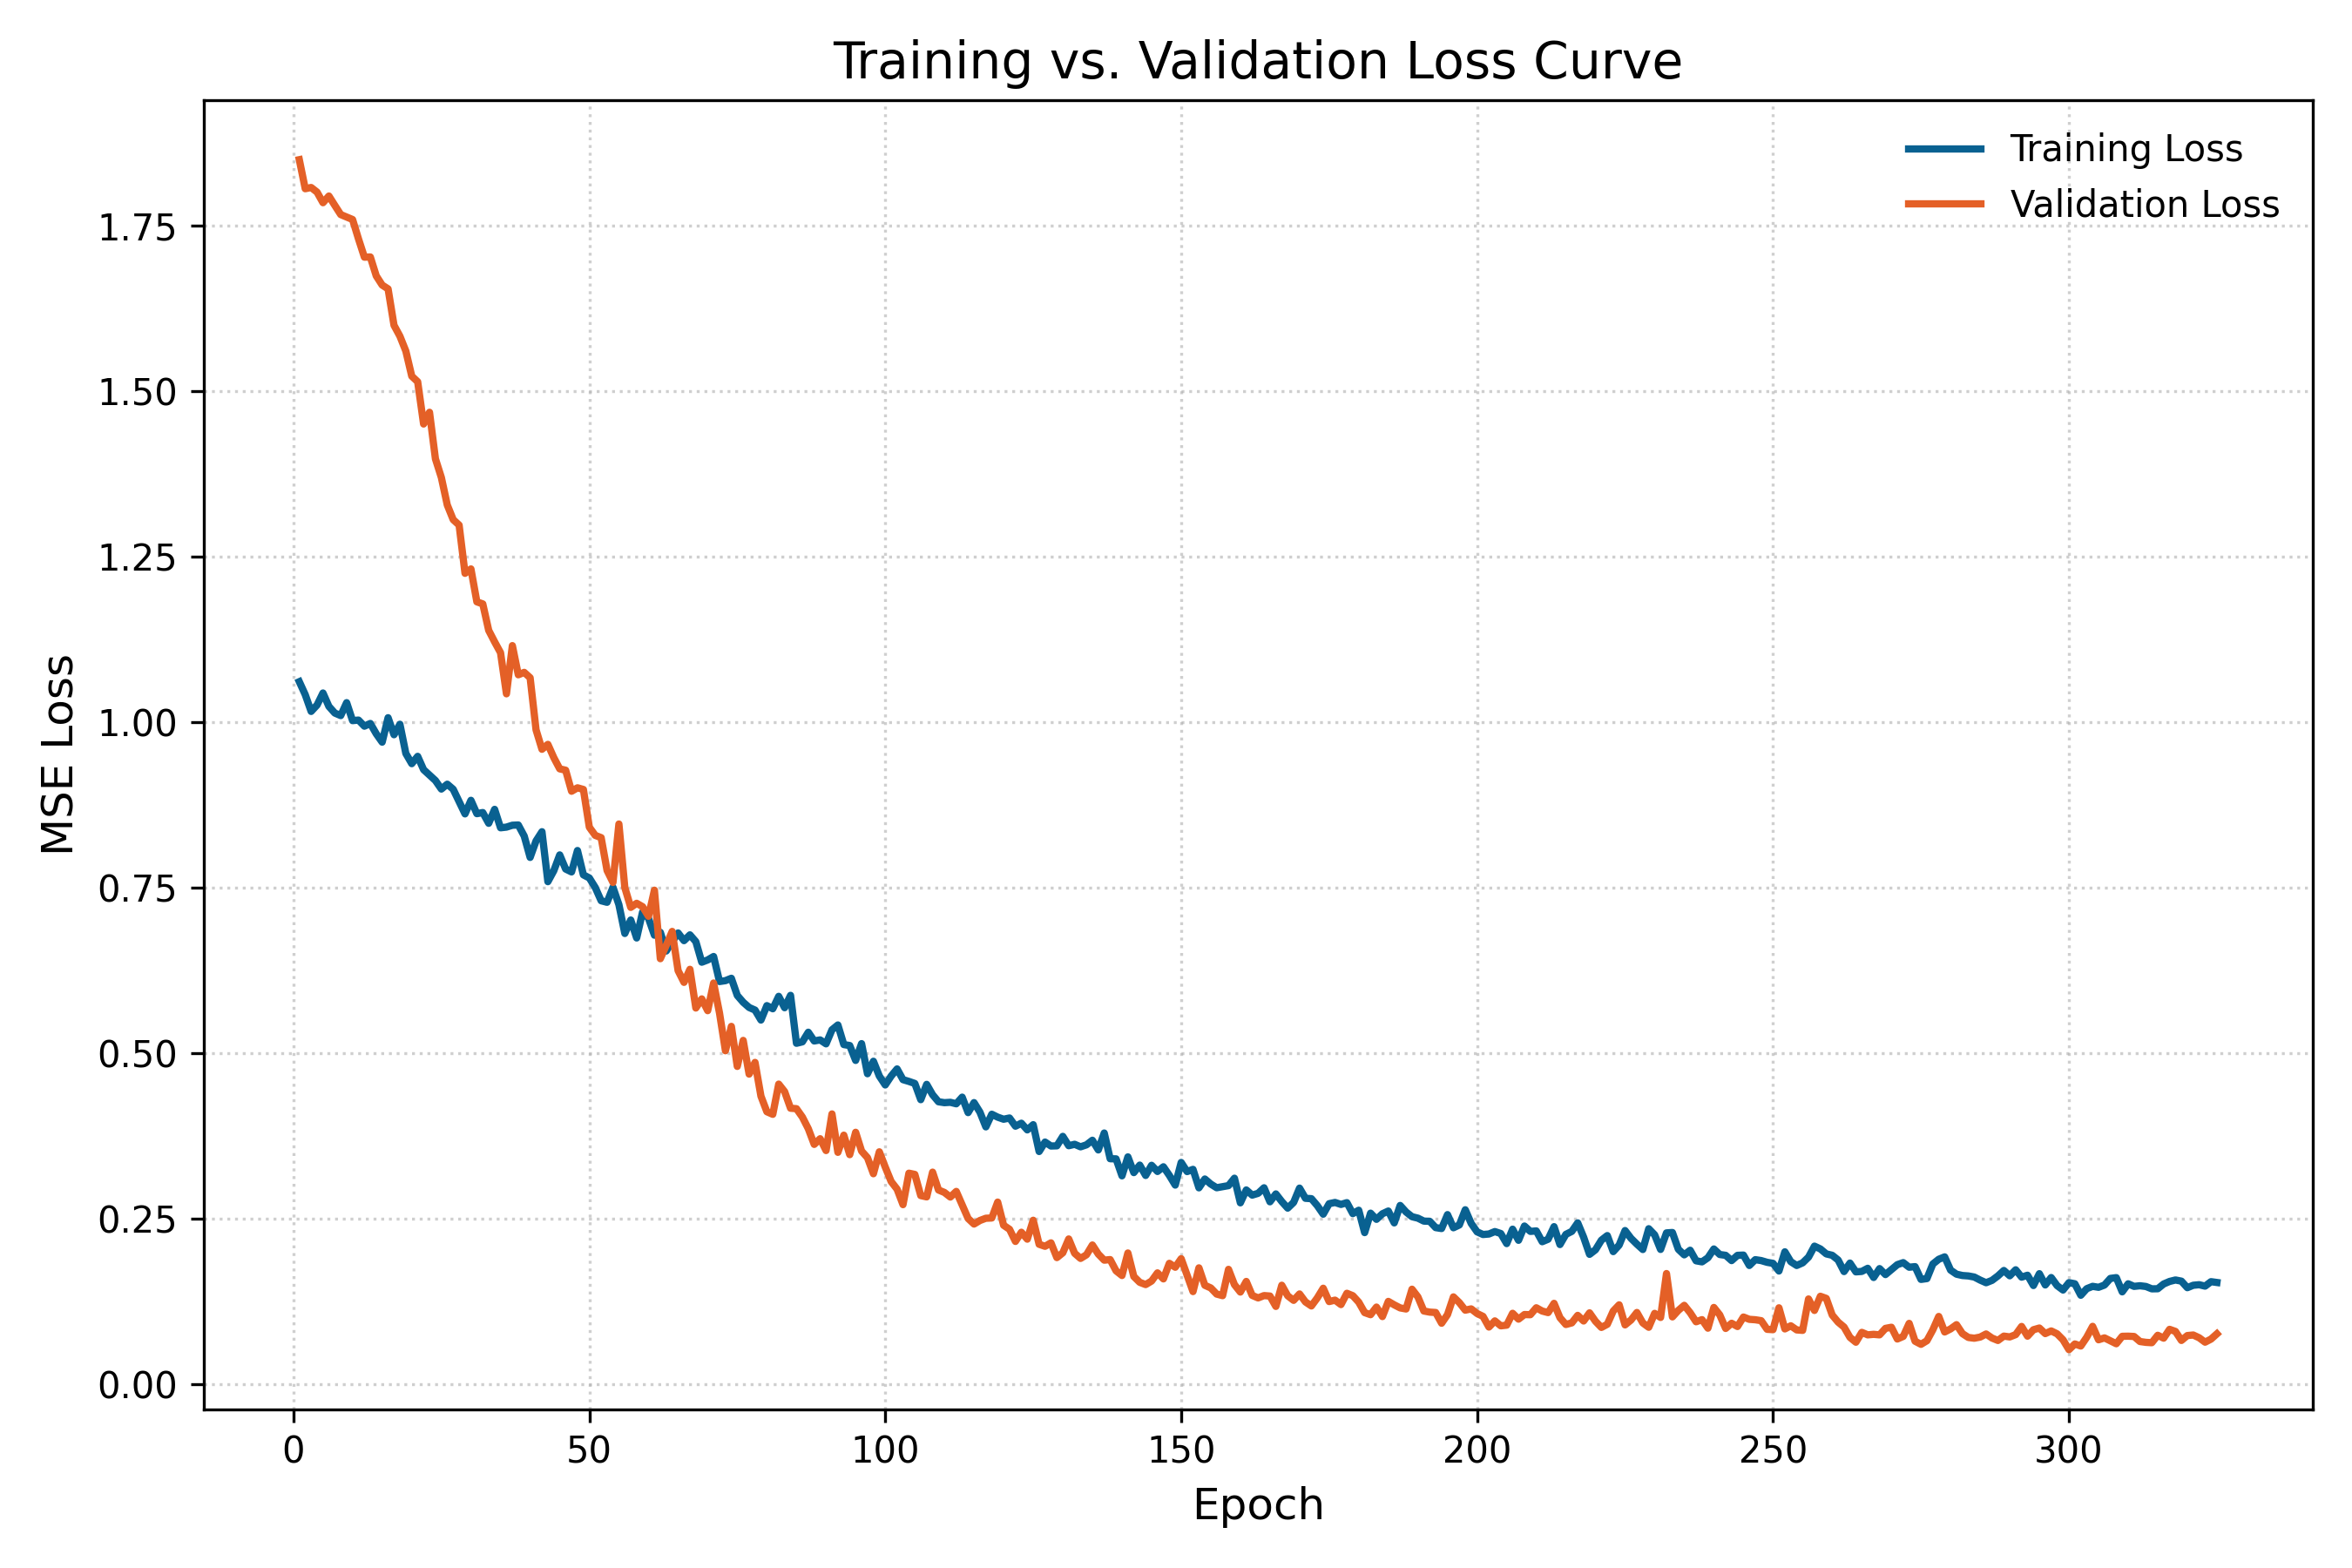 Training vs. Validation Loss Curve
Training Loss
Validation Loss
1.75
1.50
1.25
1.00
0.75
0.50
0.25
0.00
MSE Loss
0 50 100 150 200 250 300
Epoch